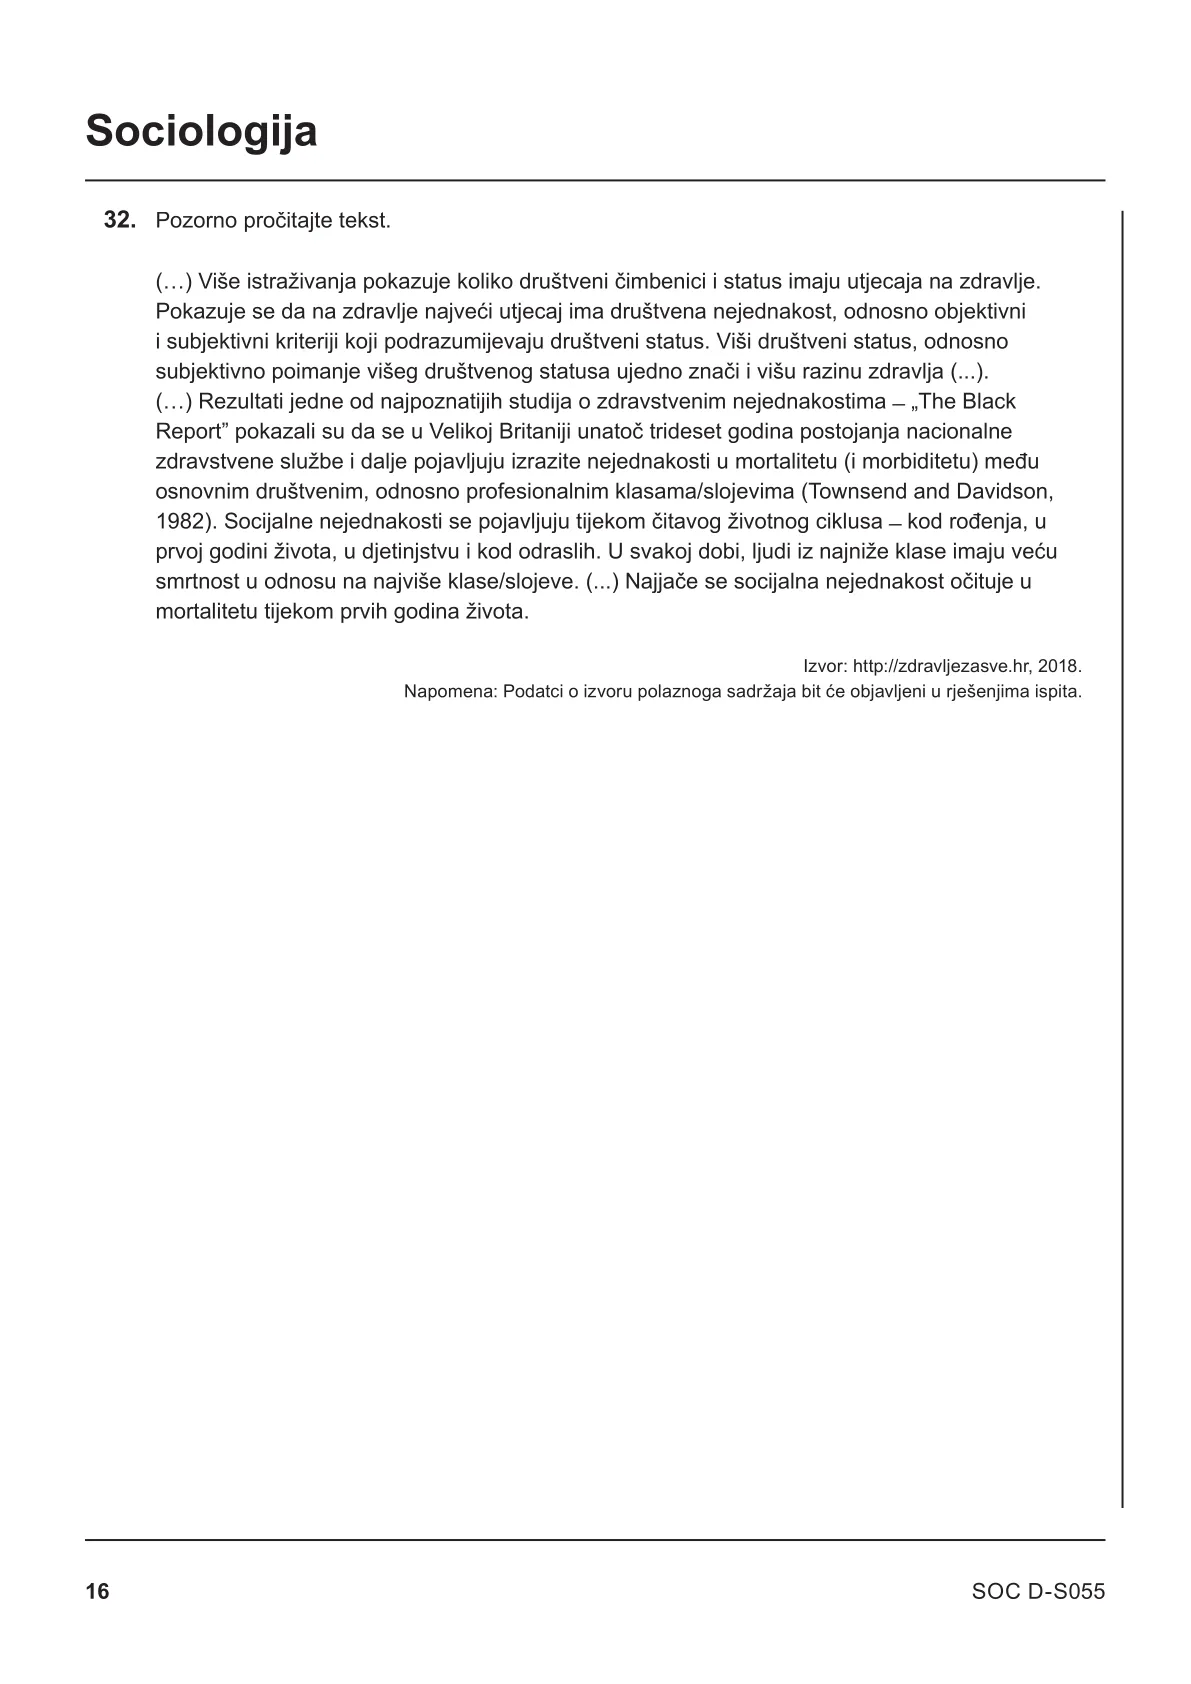 Sociologija
32. Pozorno pročitajte tekst.
(…) Više istraživanja pokazuje koliko društveni čimbenici i status imaju utjecaja na zdravlje.
Pokazuje se da na zdravlje najveći utjecaj ima društvena nejednakost, odnosno objektivni
i subjektivni kriteriji koji podrazumijevaju društveni status. Viši društveni status, odnosno
subjektivno poimanje višeg društvenog statusa ujedno znači i višu razinu zdravlja (...).
(…) Rezultati jedne od najpoznatijih studija o zdravstvenim nejednakostima – „The Black
Report” pokazali su da se u Velikoj Britaniji unatoč trideset godina postojanja nacionalne
zdravstvene službe i dalje pojavljuju izrazite nejednakosti u mortalitetu (i morbiditetu) među
osnovnim društvenim, odnosno profesionalnim klasama/slojevima (Townsend and Davidson,
1982). Socijalne nejednakosti se pojavljuju tijekom čitavog životnog ciklusa – kod rođenja, u
prvoj godini života, u djetinjstvu i kod odraslih. U svakoj dobi, ljudi iz najniže klase imaju veću
smrtnost u odnosu na najviše klase/slojeve. (...) Najjače se socijalna nejednakost očituje u
mortalitetu tijekom prvih godina života.
Izvor: http://zdravljezasve.hr, 2018.
Napomena: Podatci o izvoru polaznoga sadržaja bit će objavljeni u rješenjima ispita.
16
SOC D-S055